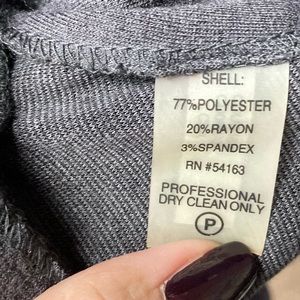 SHELL:
77%POLYESTER
20%RAYON
3%SPANDEX
RN #54163
PROFESSIONAL
DRY CLEAN ONLY
P